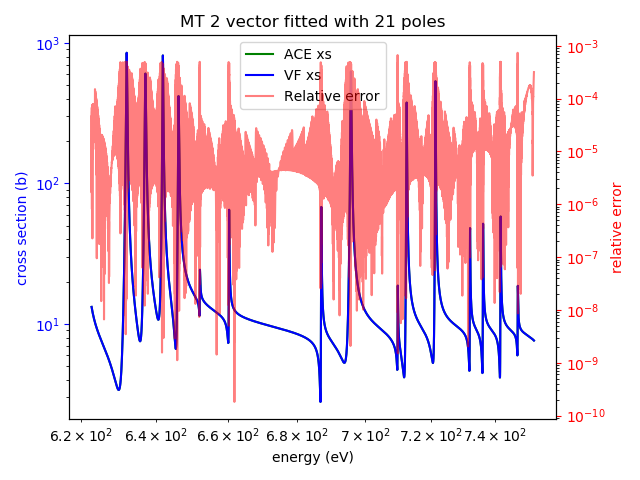 MT 2 vector fitted with 21 poles
ACE xs
VF xs
Relative error
cross section (b)
10³
10²
10¹
relative error
10⁻³
10⁻⁴
10⁻⁵
10⁻⁶
10⁻⁷
10⁻⁸
10⁻⁹
10⁻¹⁰
6.2 × 10² 6.4 × 10² 6.6 × 10² 6.8 × 10² 7 × 10² 7.2 × 10² 7.4 × 10²
energy (eV)